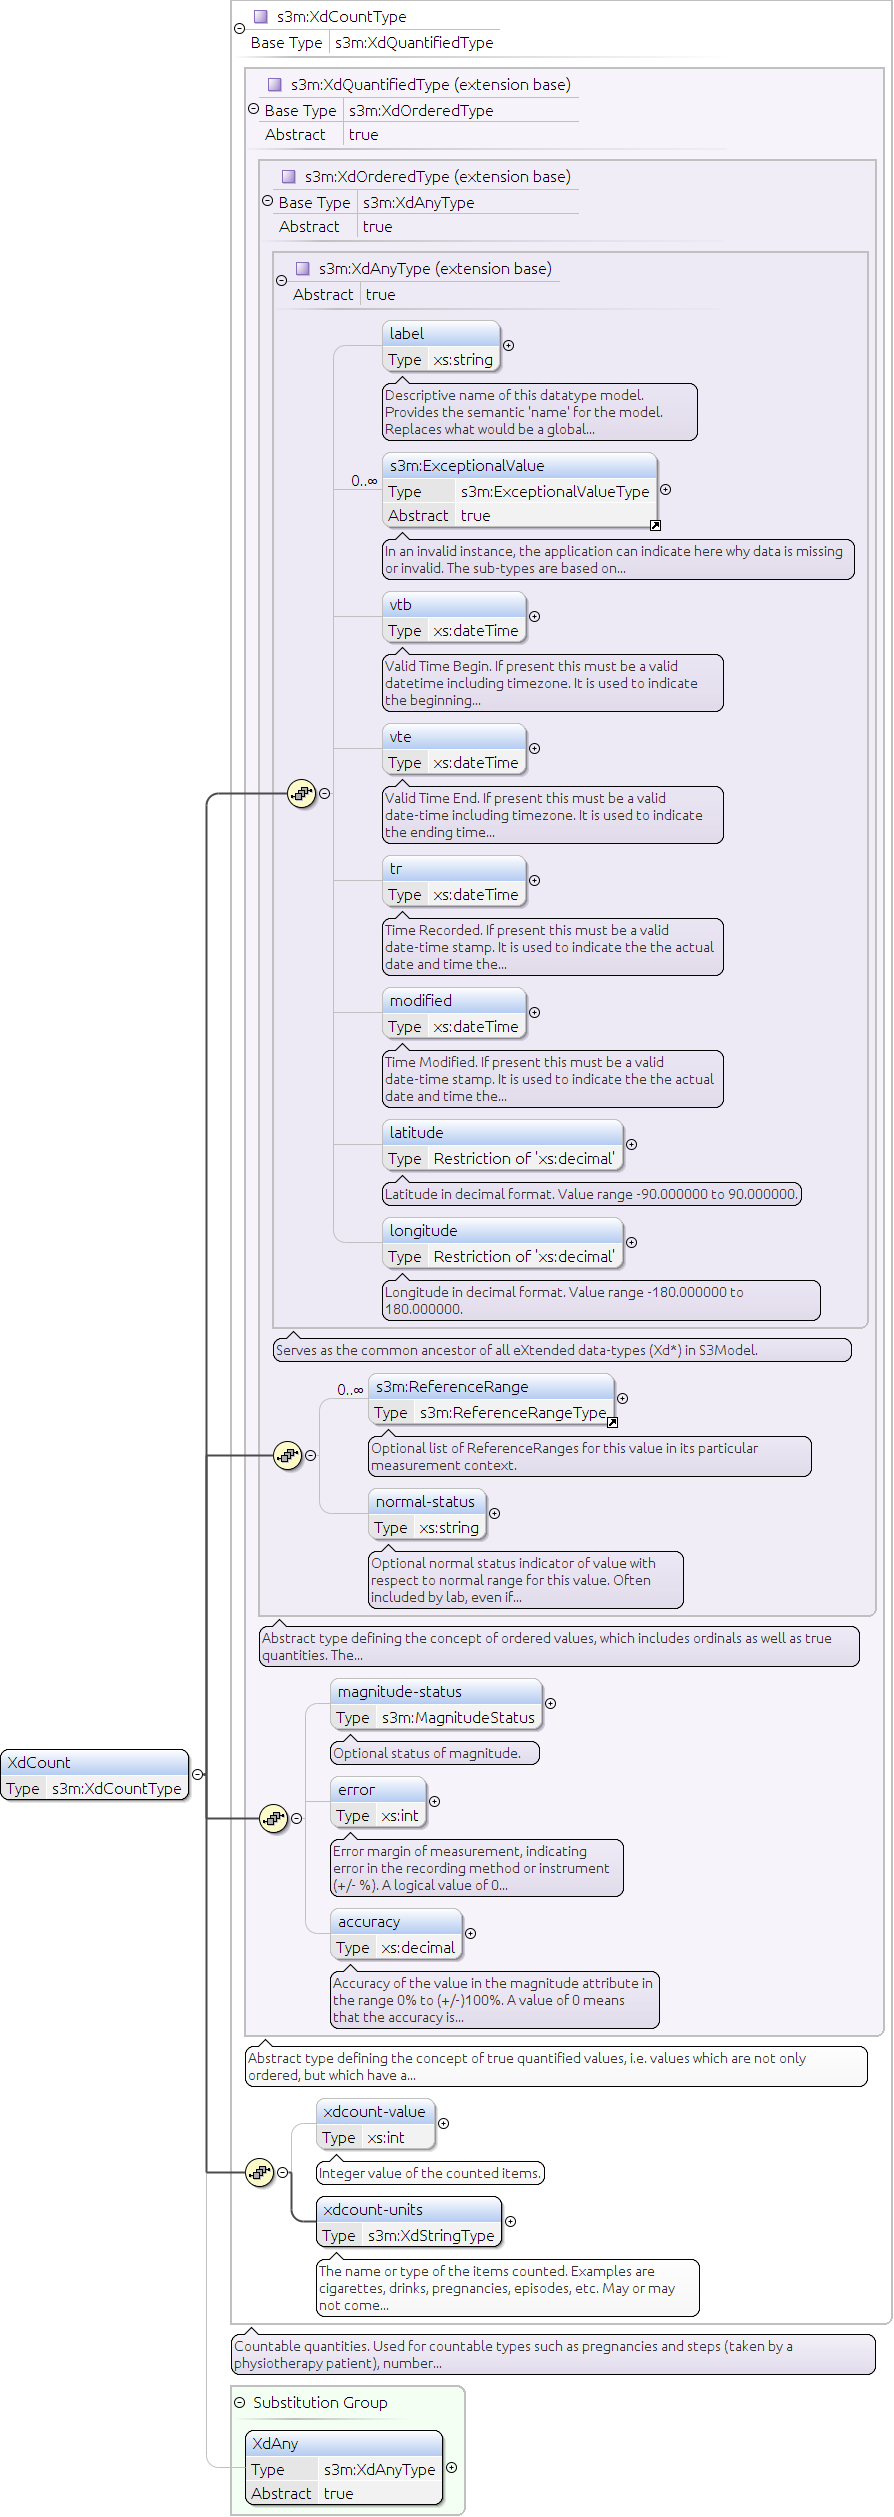 s3m:XdCountType
Base Type s3m:XdQuantifiedType
s3m:XdQuantifiedType (extension base)
Base Type s3m:XdOrderedType
Abstract true
s3m:XdOrderedType (extension base)
Base Type s3m:XdAnyType
Abstract true
s3m:XdAnyType (extension base)
Abstract true
label
Type xs:string
Descriptive name of this datatype model.
Provides the semantic 'name' for the model.
Replaces what would be a global...
0..∞
s3m:ExceptionalValue
Type s3m:ExceptionalValueType
Abstract true
In an invalid instance, the application can indicate here why data is missing
or invalid. The sub-types are based on...
vtb
Type xs:dateTime
Valid Time Begin. If present this must be a valid
datetime including timezone. It is used to indicate
the beginning...
vte
Type xs:dateTime
Valid Time End. If present this must be a valid
date-time including timezone. It is used to indicate
the ending time...
tr
Type xs:dateTime
Time Recorded. If present this must be a valid
date-time stamp. It is used to indicate the the actual
date and time the...
modified
Type xs:dateTime
Time Modified. If present this must be a valid
date-time stamp. It is used to indicate the the actual
date and time the...
latitude
Type Restriction of 'xs:decimal'
Latitude in decimal format. Value range -90.000000 to 90.000000.
longitude
Type Restriction of 'xs:decimal'
Longitude in decimal format. Value range -180.000000 to
180.000000.
Serves as the common ancestor of all eXtended data-types (Xd*) in S3Model.
0..∞
s3m:ReferenceRange
Type s3m:ReferenceRangeType
Optional list of ReferenceRanges for this value in its particular
measurement context.
normal-status
Type xs:string
Optional normal status indicator of value with
respect to normal range for this value. Often
included by lab, even if...
Abstract type defining the concept of ordered values, which includes ordinals as well as true
quantities. The...
magnitude-status
Type s3m:MagnitudeStatus
Optional status of magnitude.
XdCount
Type s3m:XdCountType
error
Type xs:int
Error margin of measurement, indicating
error in the recording method or instrument
(+/- %). A logical value of 0...
accuracy
Type xs:decimal
Accuracy of the value in the magnitude attribute in
the range 0% to (+/-)100%. A value of 0 means
that the accuracy is...
Abstract type defining the concept of true quantified values, i.e. values which are not only
ordered, but which have a...
xdcount-value
Type xs:int
Integer value of the counted items.
xdcount-units
Type s3m:XdStringType
The name or type of the items counted. Examples are
cigarettes, drinks, pregnancies, episodes, etc. May or may
not come...
Countable quantities. Used for countable types such as pregnancies and steps (taken by a
physiotherapy patient), number...
Substitution Group
XdAny
Type s3m:XdAnyType
Abstract true